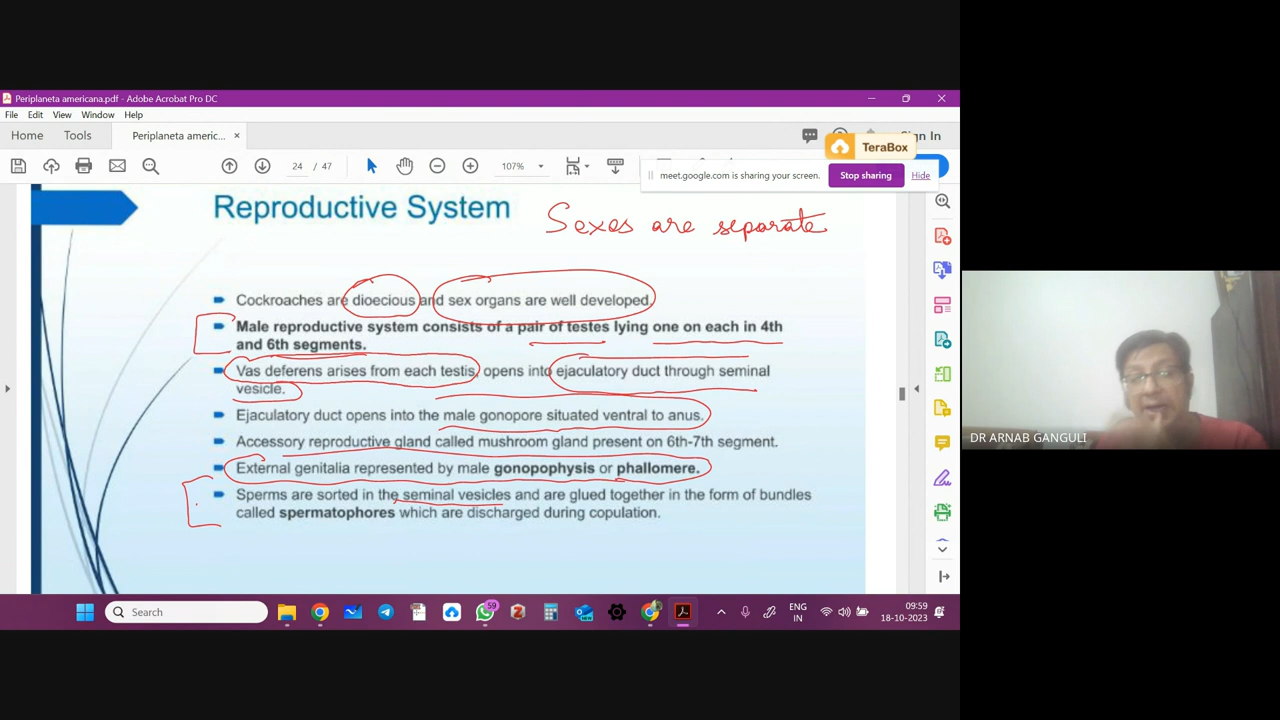 Periplaneta americana.pdf - Adobe Acrobat Pro DC
File Edit View Window Help
Home Tools Periplaneta americ... × Sign In
TeraBox
24 / 47 107%
meet.google.com is sharing your screen. Stop sharing Hide
Reproductive System
Sexes are separate
Cockroaches are dioecious and sex organs are well developed.
Male reproductive system consists of a pair of testes lying one on each in 4th
and 6th segments.
Vas deferens arises from each testis, opens into ejaculatory duct through seminal
vesicle.
Ejaculatory duct opens into the male gonopore situated ventral to anus.
Accessory reproductive gland called mushroom gland present on 6th-7th segment.
External genitalia represented by male gonopophysis or phallomere.
Sperms are sorted in the seminal vesicles and are glued together in the form of bundles
called spermatophores which are discharged during copulation.
DR ARNAB GANGULI
Search
59
ENG
IN
09:59
18-10-2023